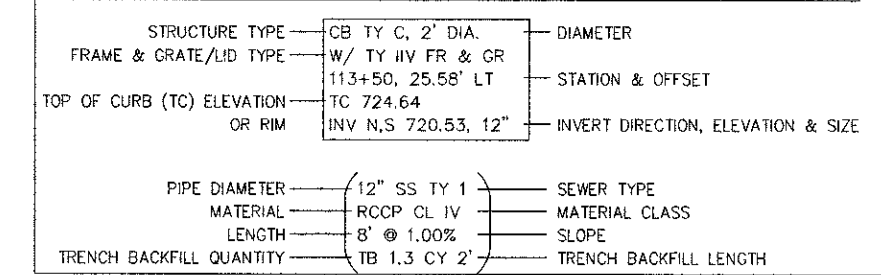 STRUCTURE TYPE CB TY C, 2' DIA. DIAMETER
FRAME & GRATE/LID TYPE W/ TY IIV FR & GR
113+50, 25.58' LT STATION & OFFSET
TOP OF CURB (TC) ELEVATION TC 724.64
OR RIM INV N,S 720.53, 12" INVERT DIRECTION, ELEVATION & SIZE
PIPE DIAMETER 12" SS TY 1 SEWER TYPE
MATERIAL RCCP CL IV MATERIAL CLASS
LENGTH 8' @ 1.00% SLOPE
TRENCH BACKFILL QUANTITY TB 1.3 CY 2' TRENCH BACKFILL LENGTH